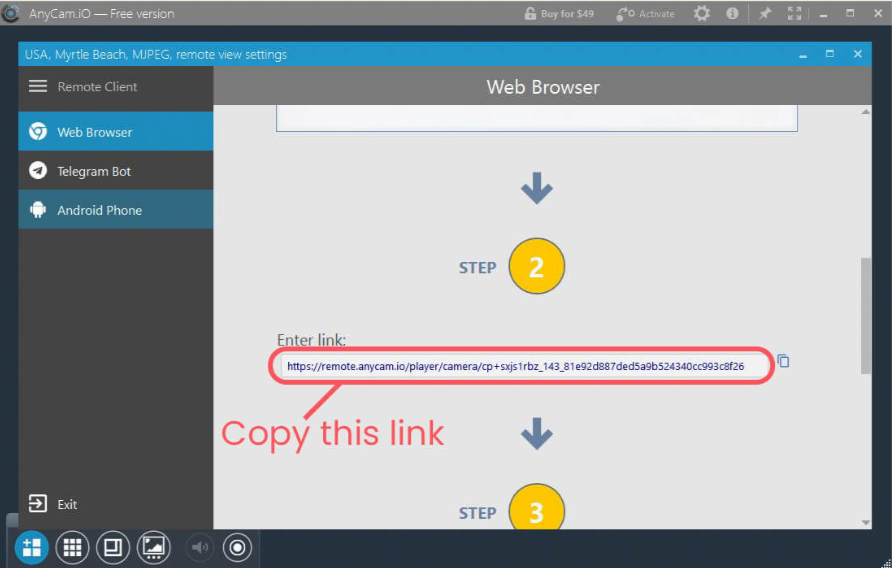 AnyCam.iO — Free version
Buy for $49
Activate
USA, Myrtle Beach, MJPEG, remote view settings
Remote Client
Web Browser
Web Browser
Telegram Bot
Android Phone
STEP 2
Enter link:
https://remote.anycam.io/player/camera/cp+sxjs1rbz_143_81e92d887ded5a9b524340cc993c8f26
Copy this link
STEP 3
Exit